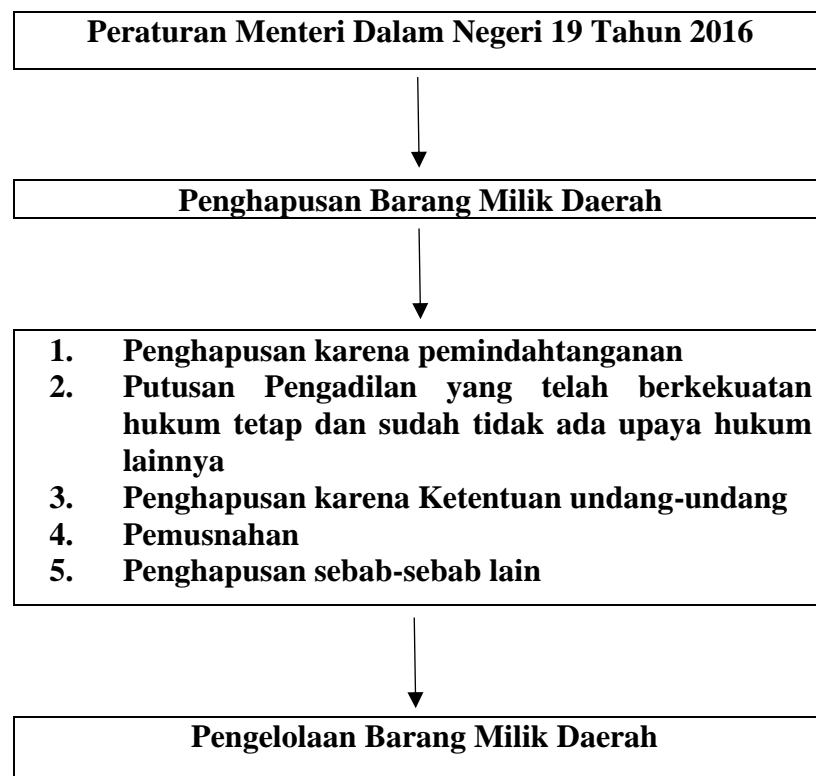 Peraturan Menteri Dalam Negeri 19 Tahun 2016
Penghapusan Barang Milik Daerah
1. Penghapusan karena pemindahtanganan
2. Putusan Pengadilan yang telah berkekuatan
hukum tetap dan sudah tidak ada upaya hukum
lainnya
3. Penghapusan karena Ketentuan undang-undang
4. Pemusnahan
5. Penghapusan sebab-sebab lain
Pengelolaan Barang Milik Daerah